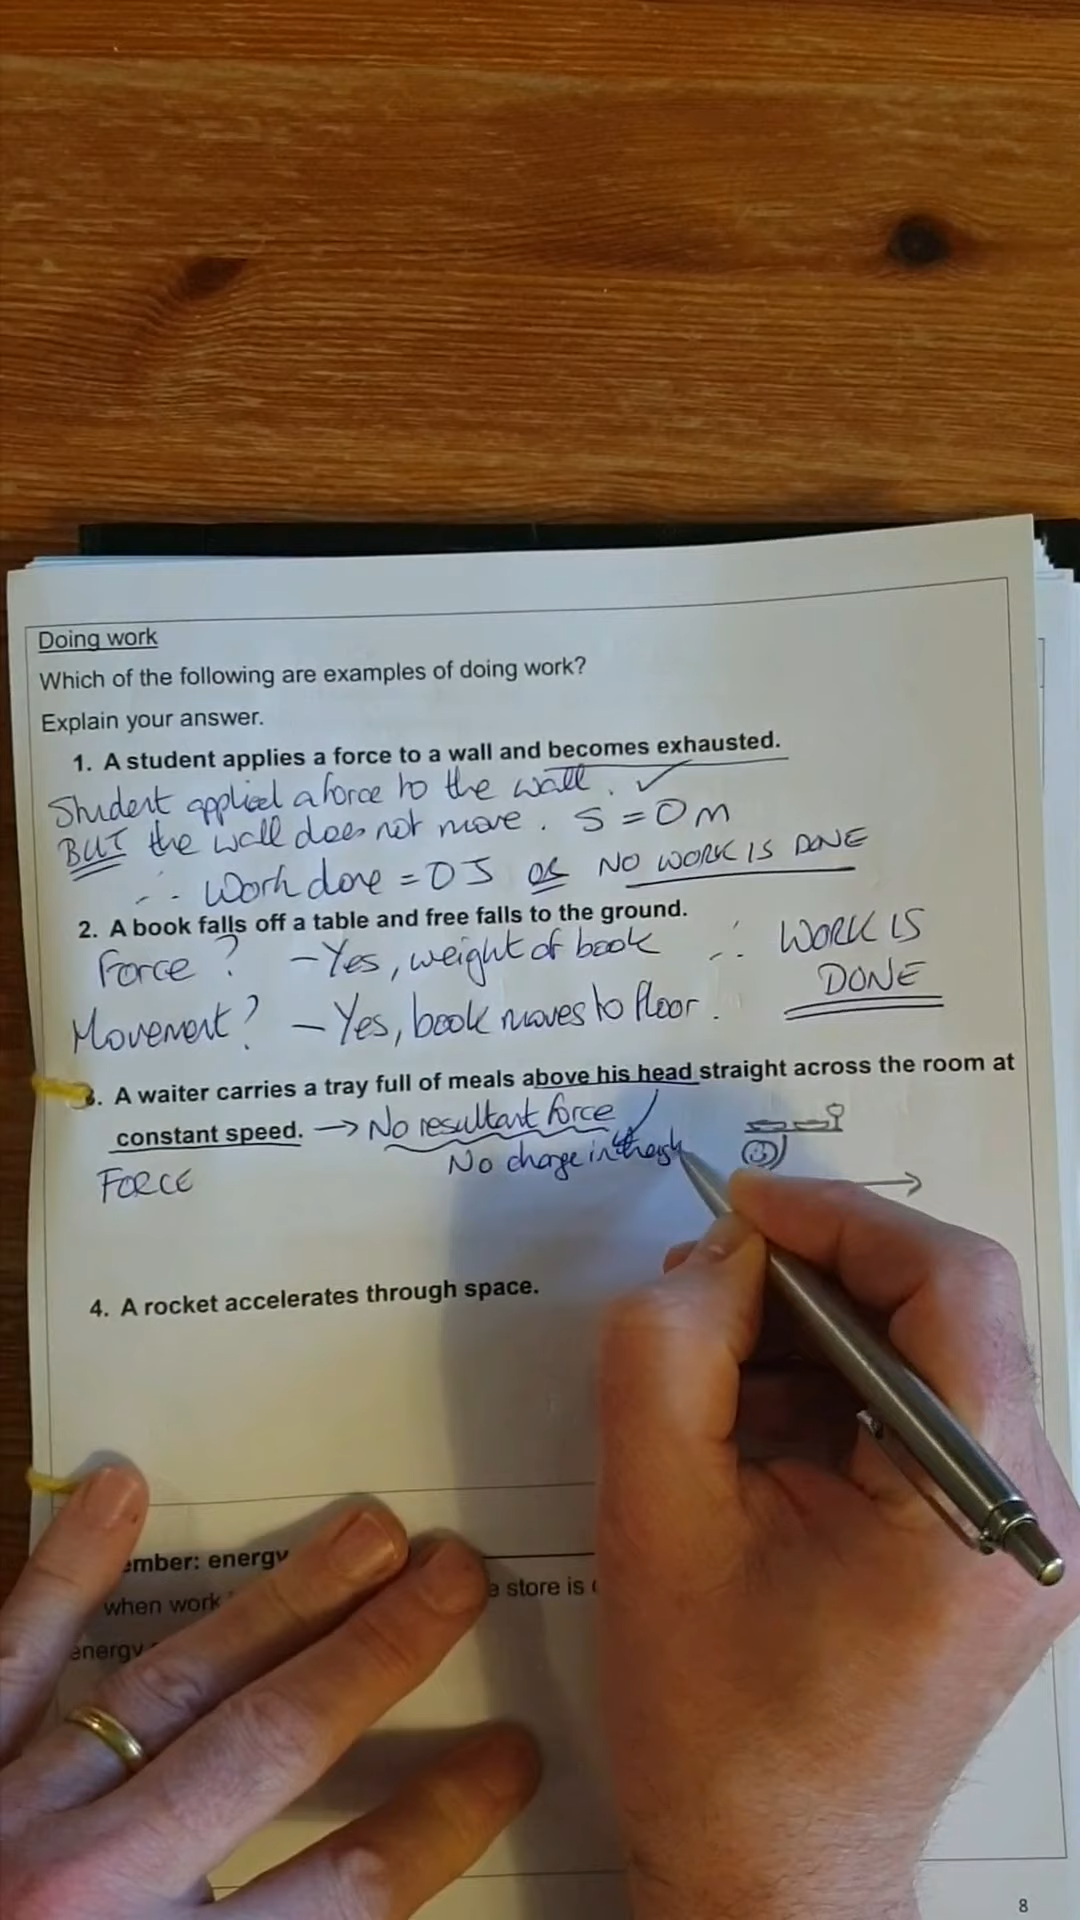 Doing work
Which of the following are examples of doing work?
Explain your answer.
1. A student applies a force to a wall and becomes exhausted.
Student applied a force to the wall. ✓
BUT the wall does not move. S = 0 m
∴ Work done = 0 J or NO WORK IS DONE
2. A book falls off a table and free falls to the ground.
Force? - Yes, weight of book ∴ WORK IS
DONE
Movement? - Yes, book moves to floor.
3. A waiter carries a tray full of meals above his head straight across the room at
constant speed. → No resultant force
No change in
FORCE
4. A rocket accelerates through space.
ember: energy
when work e store is
energy
8